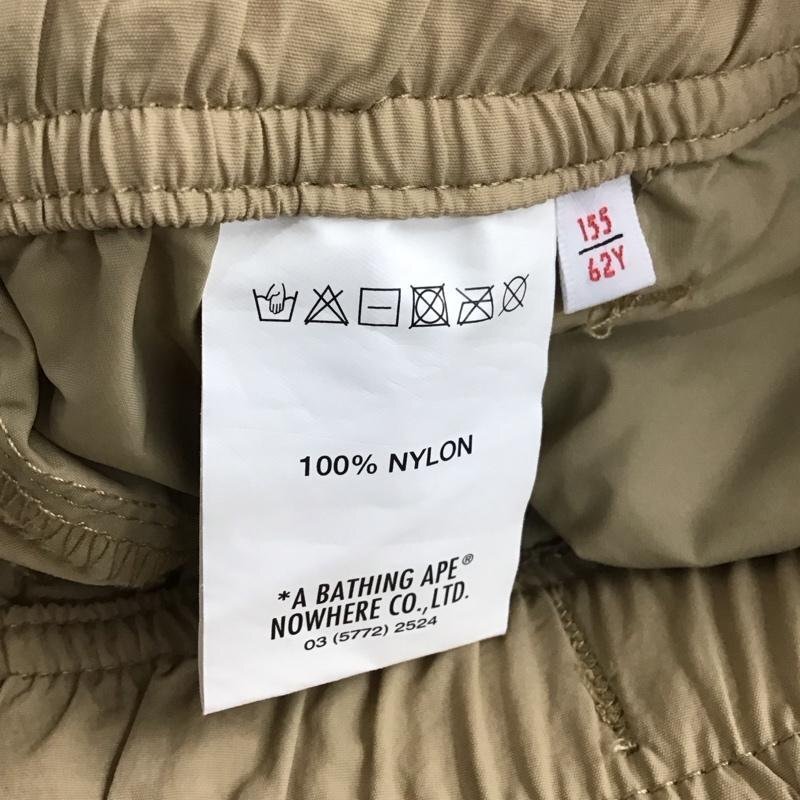 155
62Y
100% NYLON
*A BATHING APE®
NOWHERE CO.,LTD.
03 (5772) 2524